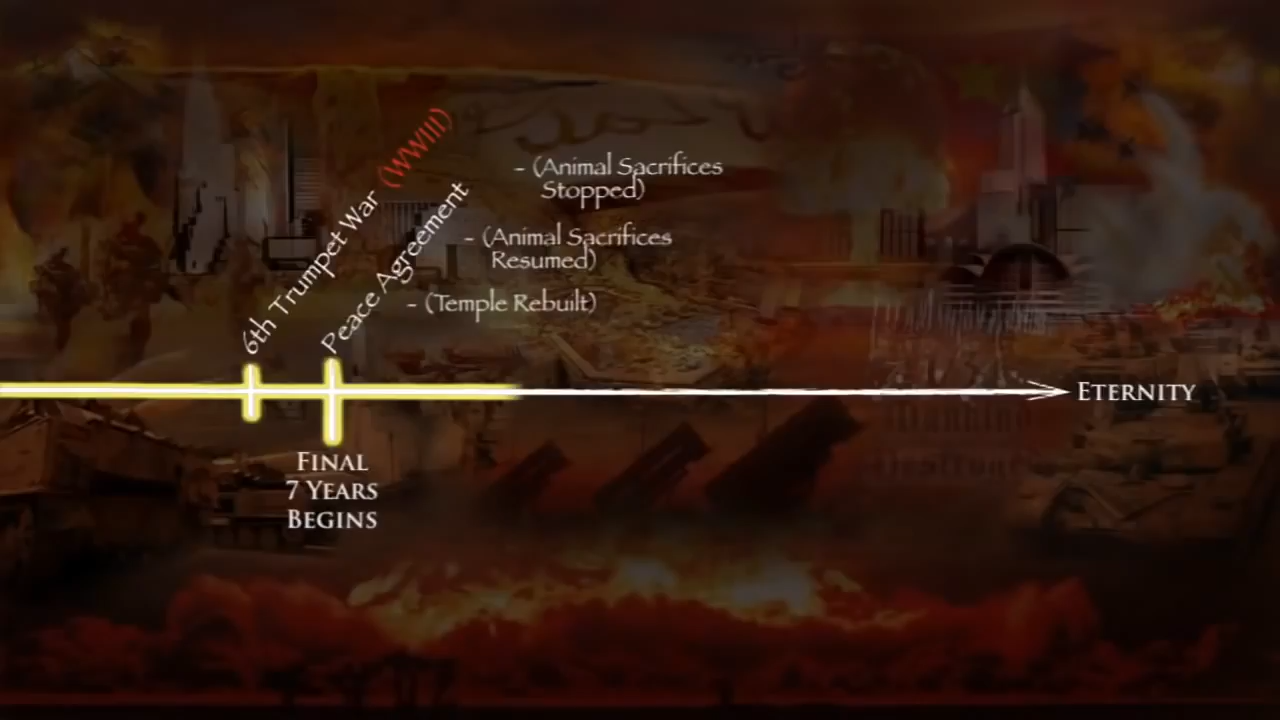 6th Trumpet War (WWIII)
Peace Agreement
- (Animal Sacrifices
Stopped)
- (Animal Sacrifices
Resumed)
- (Temple Rebuilt)
Eternity
Final
7 Years
Begins